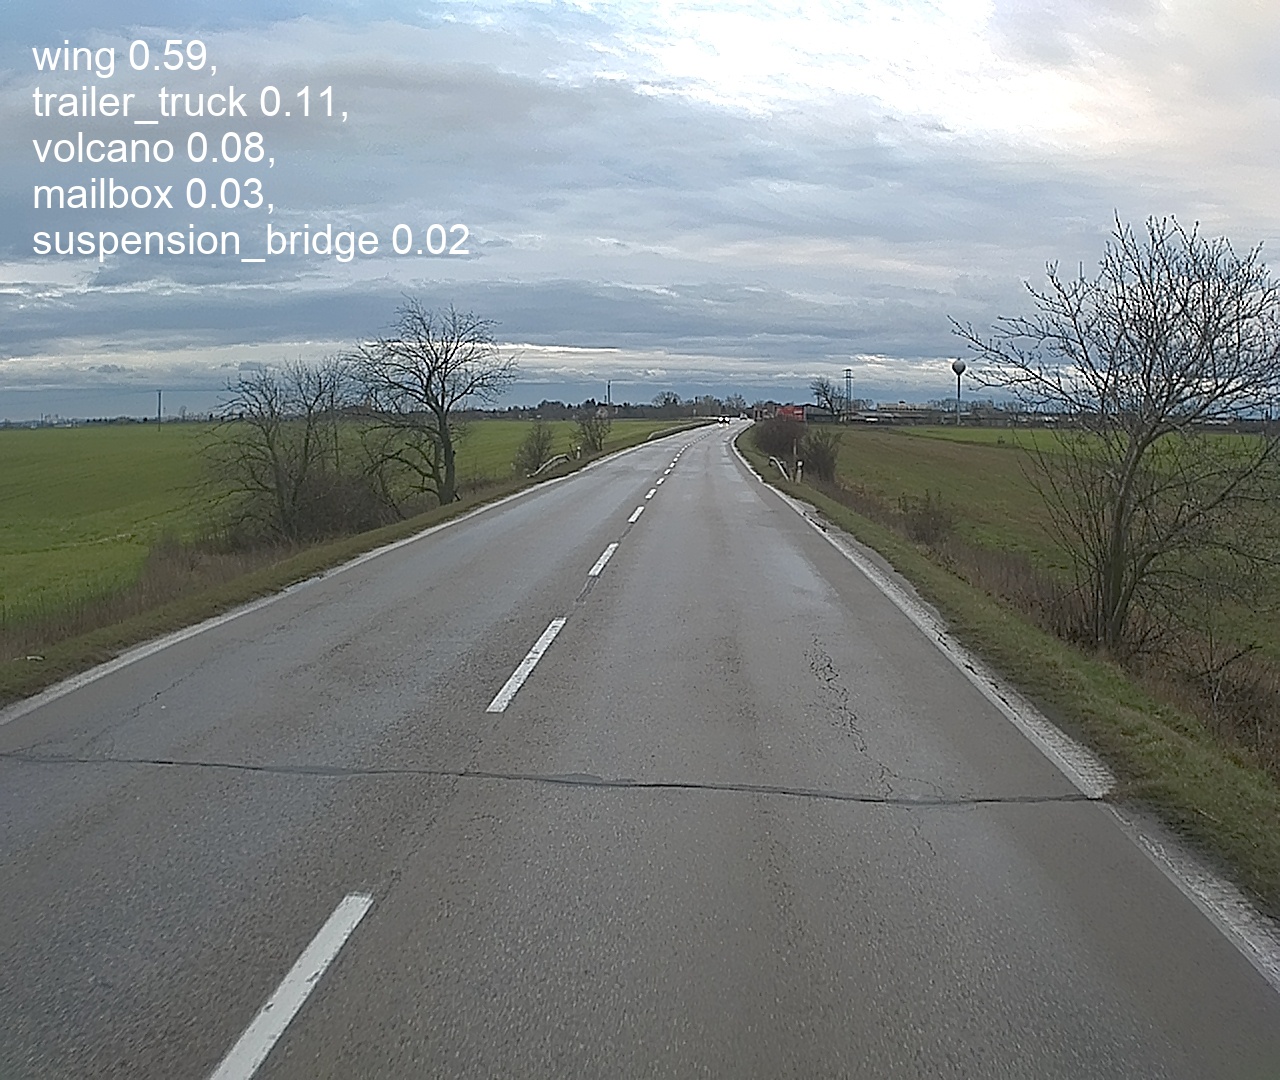 wing 0.59,
trailer_truck 0.11,
volcano 0.08,
mailbox 0.03,
suspension_bridge 0.02